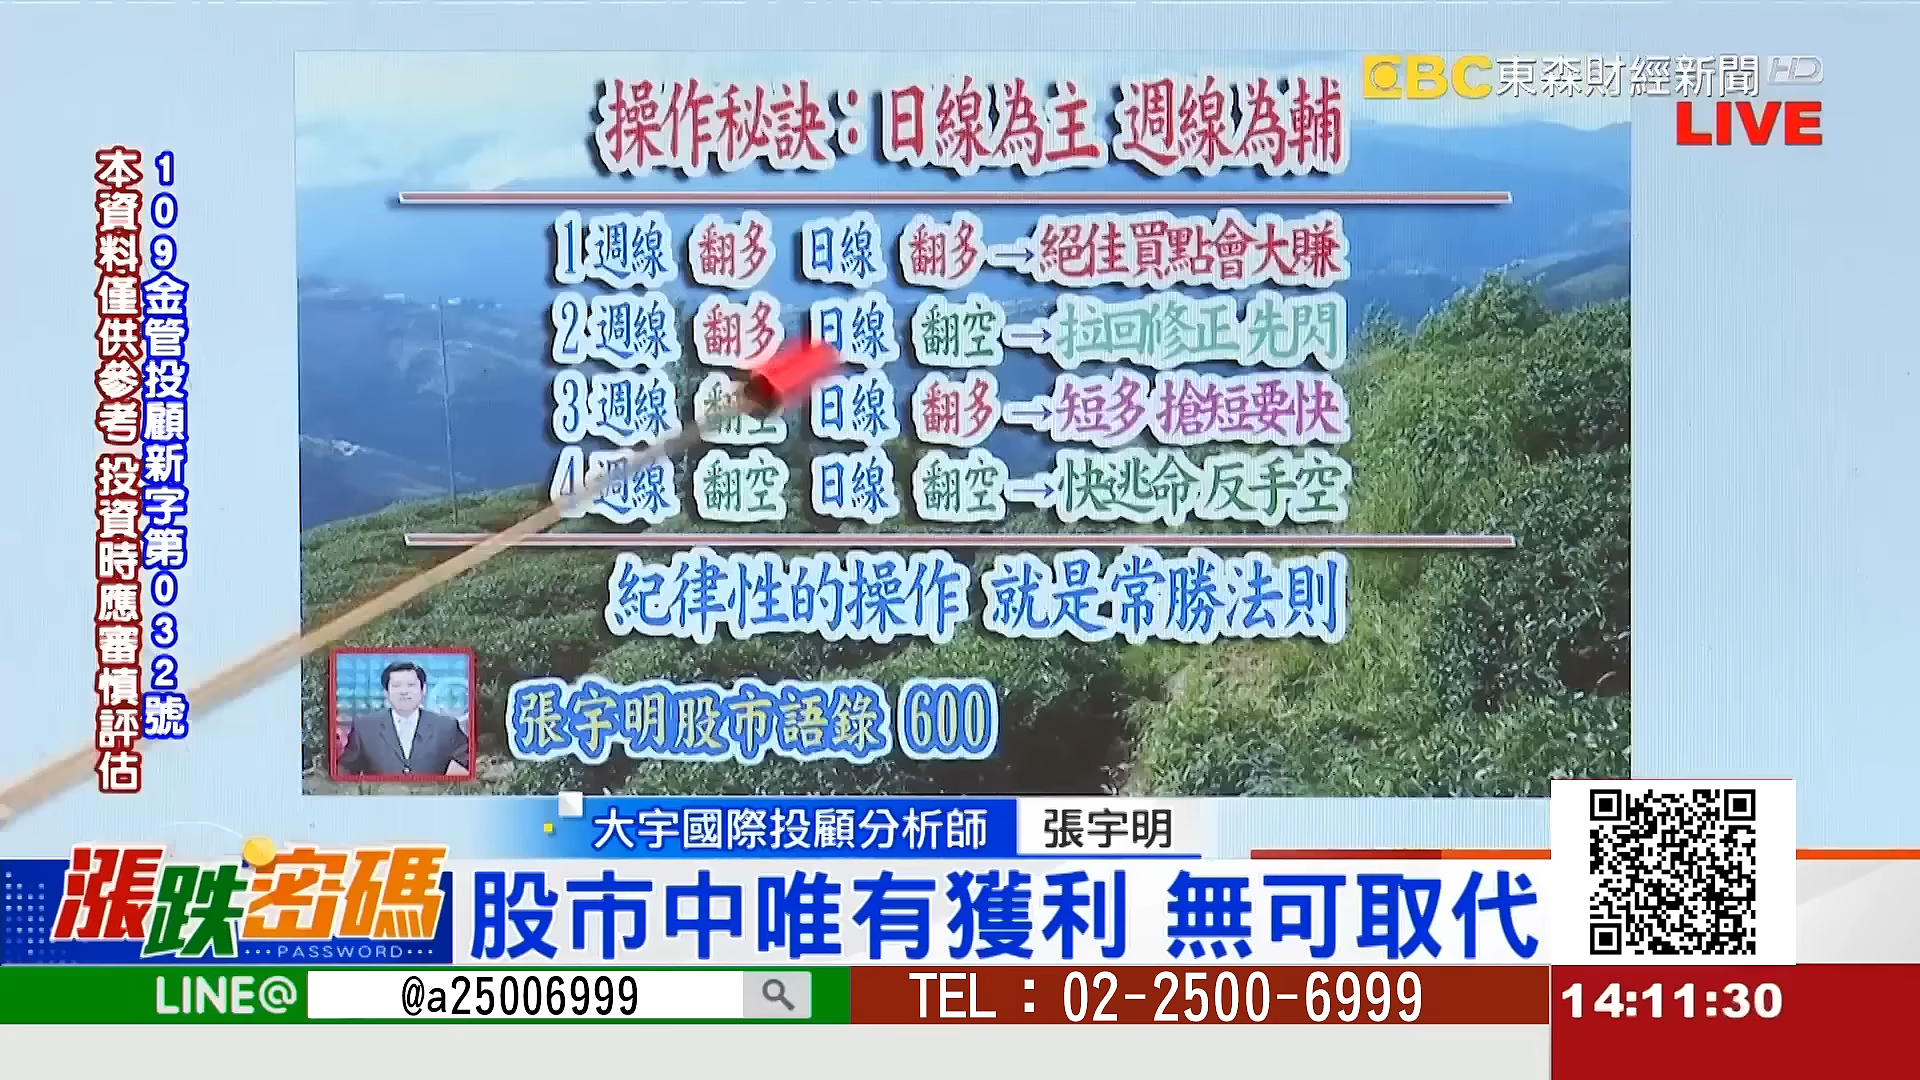 EBC東森財經新聞HD
LIVE
操作秘訣：日線為主 週線為輔
1週線 翻多 日線 翻多→絕佳買點會大賺
2週線 翻多 日線 翻空→拉回修正 先閃
3週線 翻空 日線 翻多→短多 搶短要快
4週線 翻空 日線 翻空→快逃命 反手空
紀律性的操作 就是常勝法則
張宇明股市語錄 600
109金管投顧新字第032號
本資料僅供參考 投資時應審慎評估
大宇國際投顧分析師 張宇明
漲跌密碼
PASSWORD
股市中唯有獲利 無可取代
LINE@ @a25006999
TEL：02-2500-6999
14:11:30